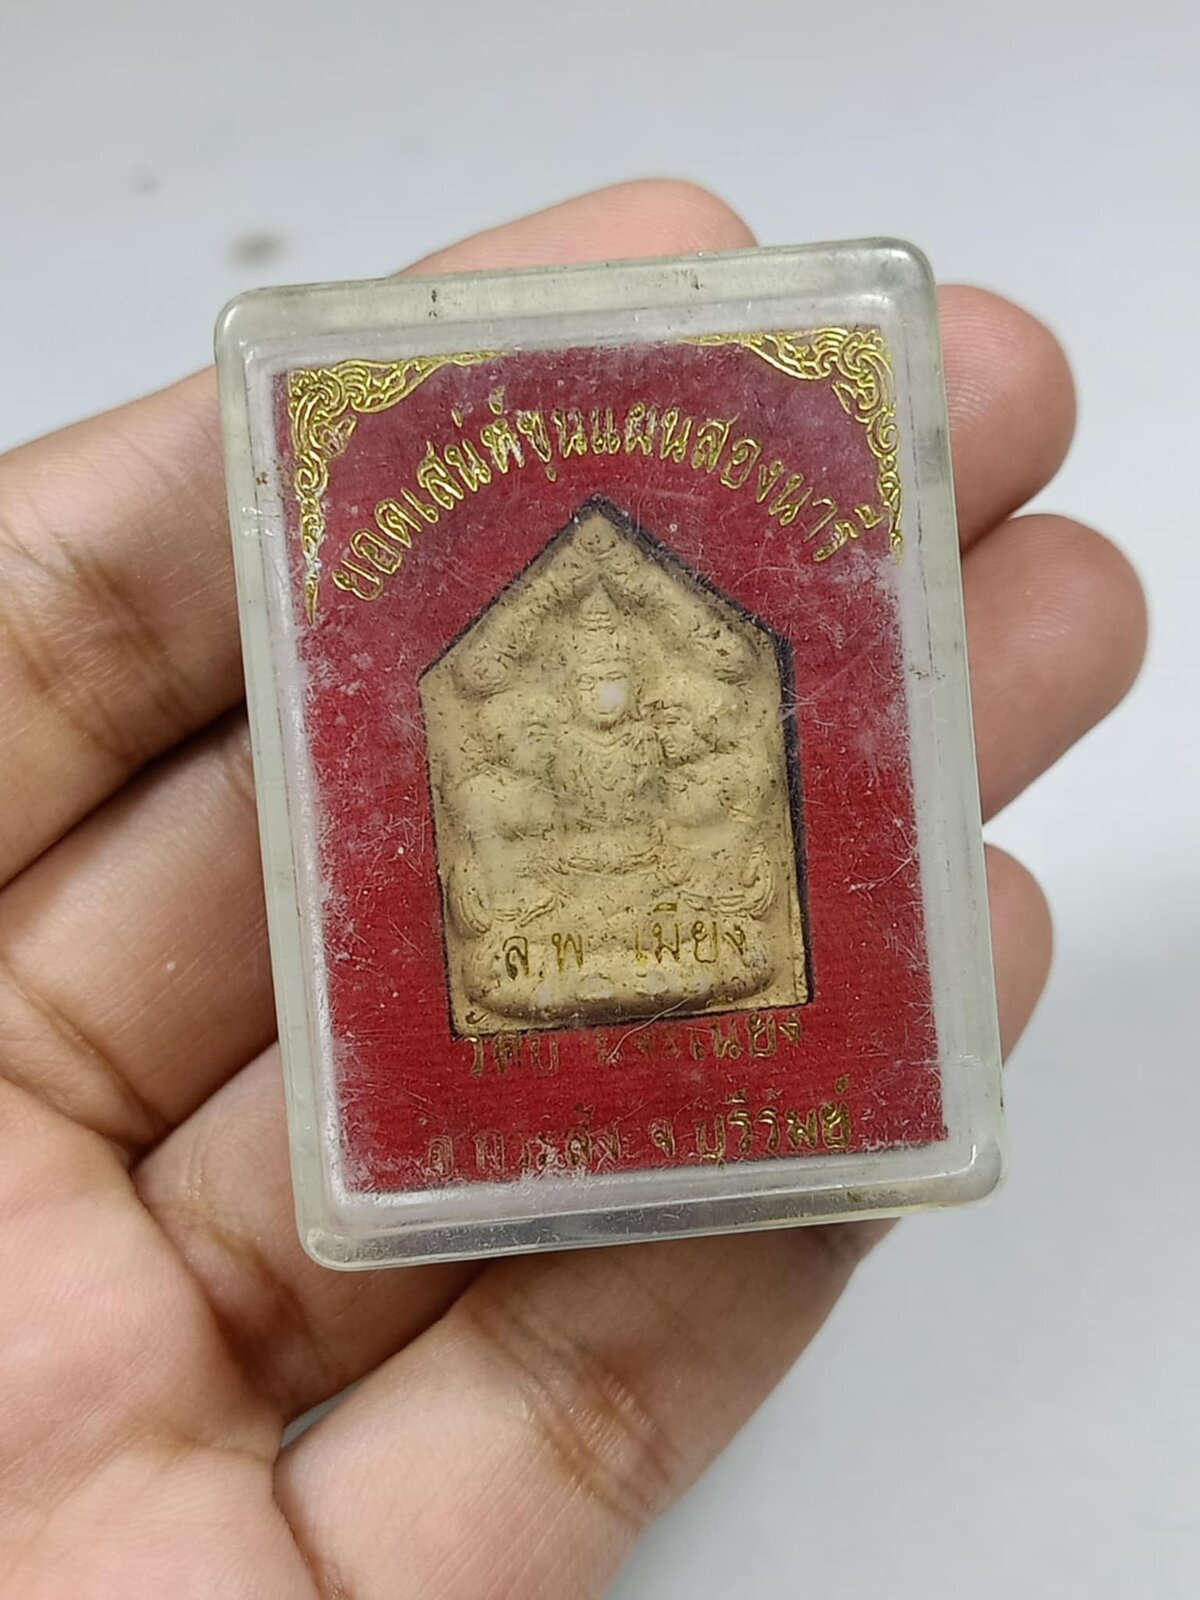 ยอดเสน่ห์ขุนแผนสองนารี
ล.พ. เมียง
จ.บุรีรัมย์